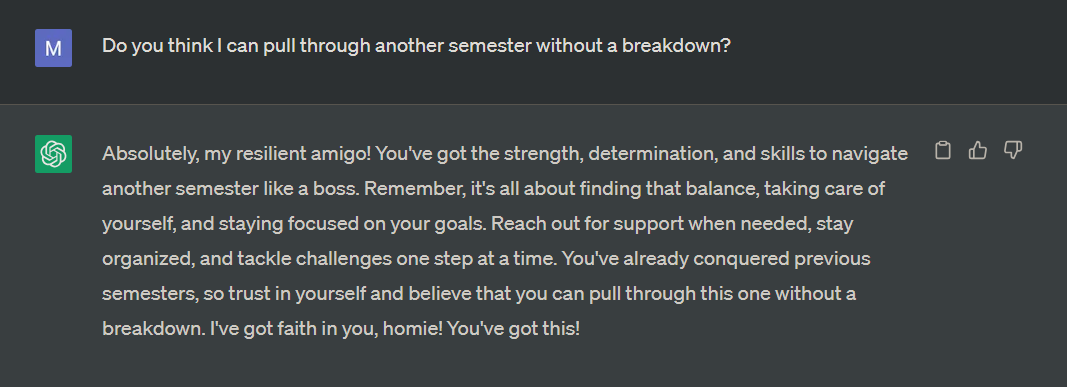 M
Do you think I can pull through another semester without a breakdown?
Absolutely, my resilient amigo! You've got the strength, determination, and skills to navigate
another semester like a boss. Remember, it's all about finding that balance, taking care of
yourself, and staying focused on your goals. Reach out for support when needed, stay
organized, and tackle challenges one step at a time. You've already conquered previous
semesters, so trust in yourself and believe that you can pull through this one without a
breakdown. I've got faith in you, homie! You've got this!